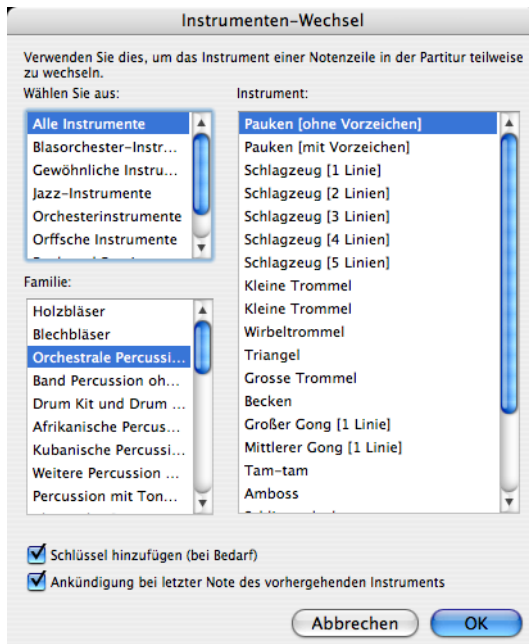 Instrumenten-Wechsel
Verwenden Sie dies, um das Instrument einer Notenzeile in der Partitur teilweise
zu wechseln.
Wählen Sie aus:
Alle Instrumente
Blasorchester-Instr...
Gewöhnliche Instru...
Jazz-Instrumente
Orchesterinstrumente
Orffsche Instrumente
Familie:
Holzbläser
Blechbläser
Orchestrale Percussi...
Band Percussion oh...
Drum Kit und Drum ...
Afrikanische Percus...
Kubanische Percussi...
Weitere Percussion ...
Percussion mit Ton...
Instrument:
Pauken [ohne Vorzeichen]
Pauken [mit Vorzeichen]
Schlagzeug [1 Linie]
Schlagzeug [2 Linien]
Schlagzeug [3 Linien]
Schlagzeug [4 Linien]
Schlagzeug [5 Linien]
Kleine Trommel
Kleine Trommel
Wirbeltrommel
Triangel
Grosse Trommel
Becken
Großer Gong [1 Linie]
Mittlerer Gong [1 Linie]
Tam-tam
Amboss
Schlüssel hinzufügen (bei Bedarf)
Ankündigung bei letzter Note des vorhergehenden Instruments
Abbrechen
OK